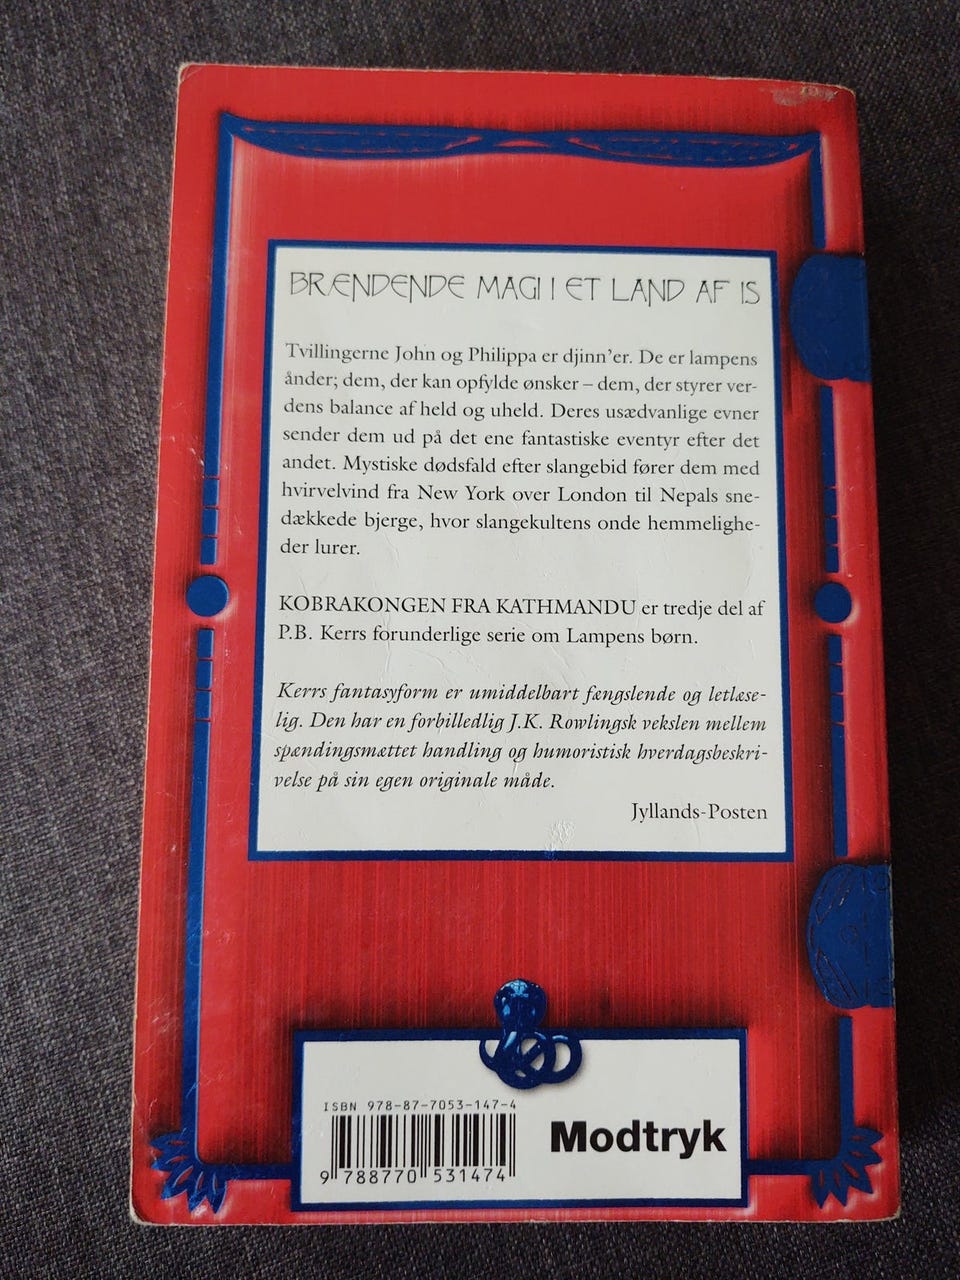 BRÆNDENDE MAGI I ET LAND AF IS
Tvillingerne John og Philippa er djinn’er. De er lampens
ånder; dem, der kan opfylde ønsker – dem, der styrer ver-
dens balance af held og uheld. Deres usædvanlige evner
sender dem ud på det ene fantastiske eventyr efter det
andet. Mystiske dødsfald efter slangebid fører dem med
hvirvelvind fra New York over London til Nepals sne-
dækkede bjerge, hvor slangekultens onde hemmelighe-
der lurer.
KOBRAKONGEN FRA KATHMANDU er tredje del af
P.B. Kerrs forunderlige serie om Lampens børn.
Kerrs fantasyform er umiddelbart fængslende og letlæse-
lig. Den har en forbilledlig J.K. Rowlingsk vekslen mellem
spændingsmættet handling og humoristisk hverdagsbeskri-
velse på sin egen originale måde.
Jyllands-Posten
ISBN 978-87-7053-147-4
Modtryk
9 788770 531474